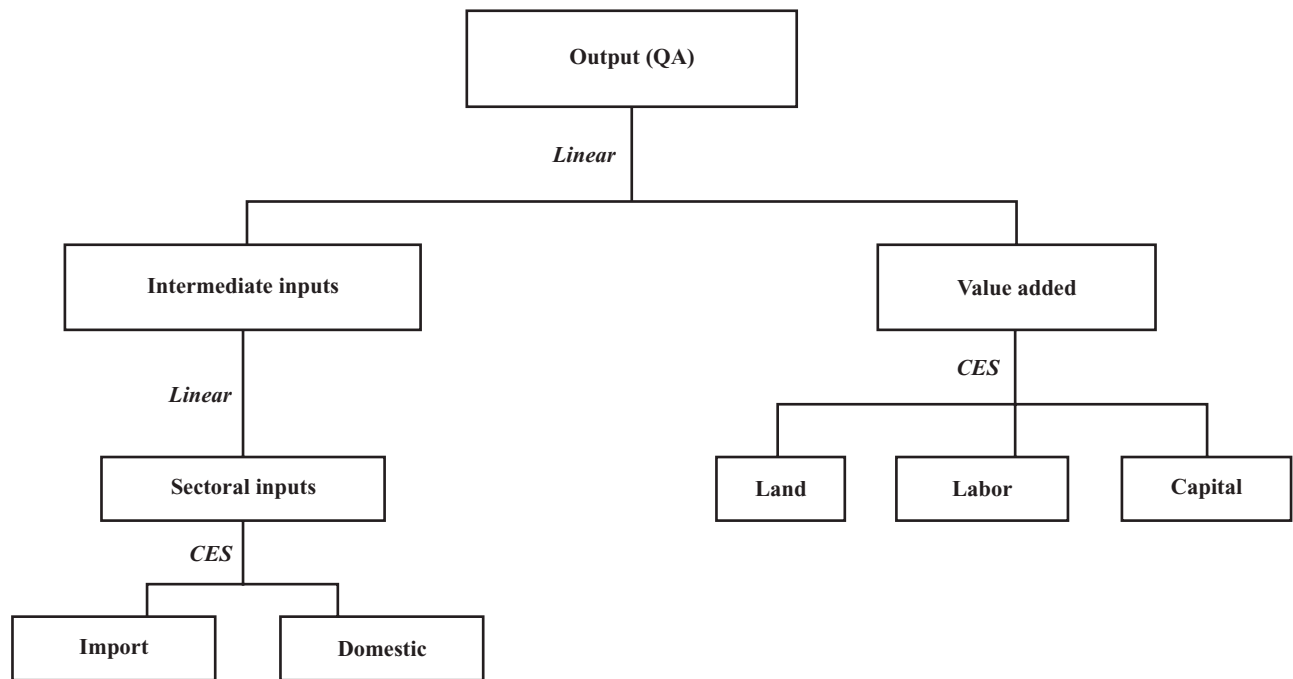 Output (QA)
Linear
Intermediate inputs
Value added
Linear
CES
Sectoral inputs
Land
Labor
Capital
CES
Import
Domestic